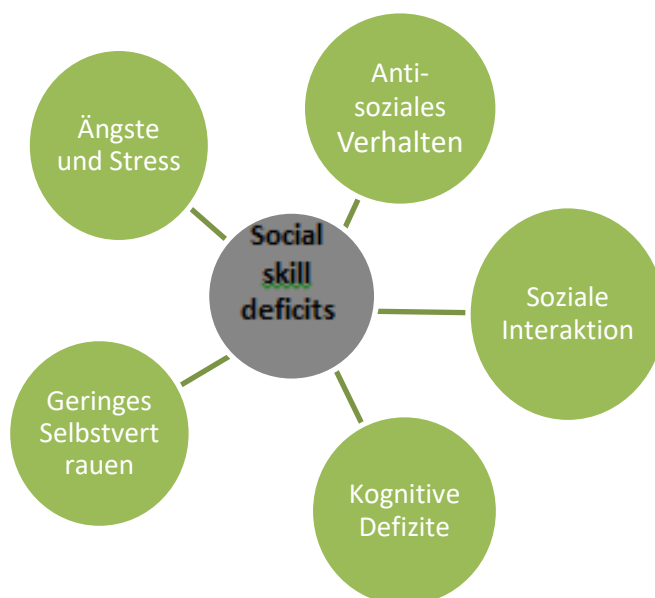 Ängste
und Stress
Anti-
soziales
Verhalten
Social
skill
deficits
Soziale
Interaktion
Geringes
Selbstvert
rauen
Kognitive
Defizite